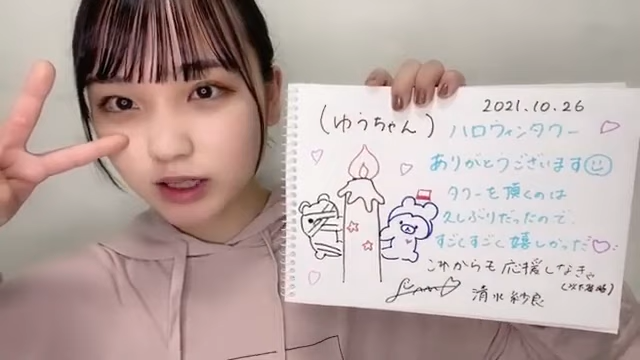 2021.10.26
(ゆうちゃん) ハロウィンタワー
ありがとうございます
タワーを頂くのは
久しぶりだったので、
すごくすごく嬉しかった
これからも応援しなきゃ
清水紗良